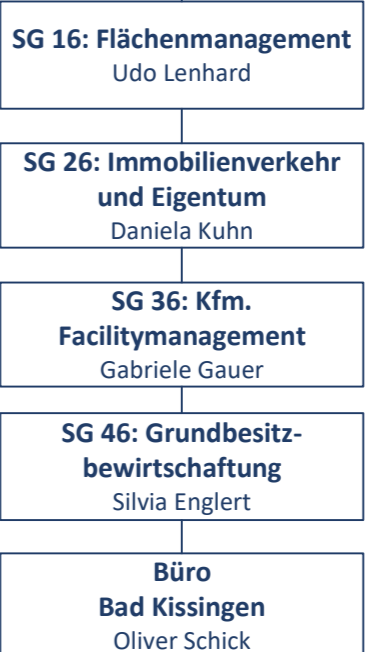 SG 16: Flächenmanagement
Udo Lenhard
SG 26: Immobilienverkehr
und Eigentum
Daniela Kuhn
SG 36: Kfm.
Facilitymanagement
Gabriele Gauer
SG 46: Grundbesitz-
bewirtschaftung
Silvia Englert
Büro
Bad Kissingen
Oliver Schick